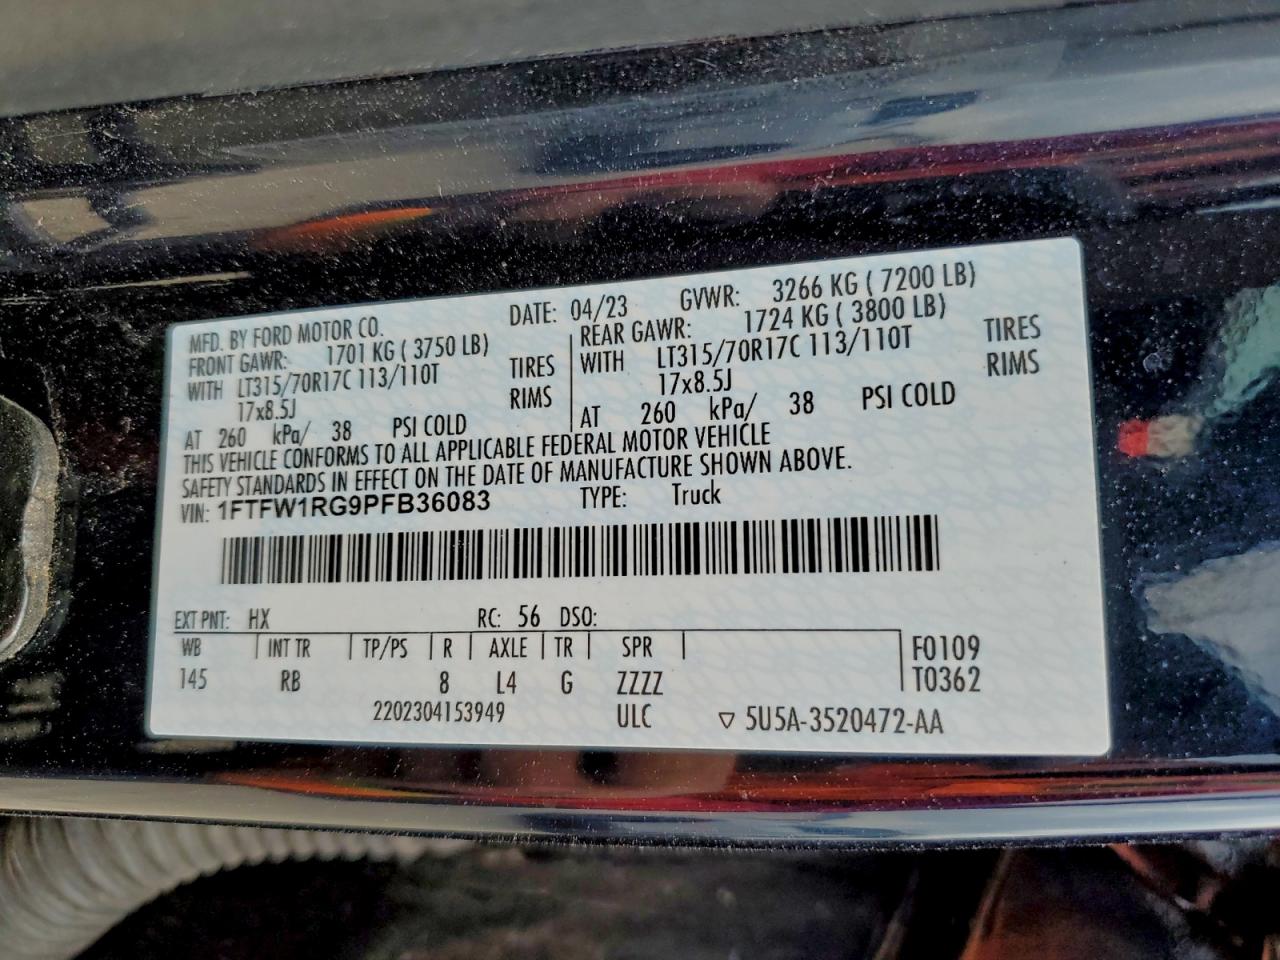 MFD. BY FORD MOTOR CO. DATE: 04/23 GVWR: 3266 KG ( 7200 LB)
FRONT GAWR: 1701 KG ( 3750 LB) REAR GAWR: 1724 KG ( 3800 LB)
WITH LT315/70R17C 113/110T TIRES WITH LT315/70R17C 113/110T TIRES
17x8.5J RIMS 17x8.5J RIMS
AT 260 kPa/ 38 PSI COLD AT 260 kPa/ 38 PSI COLD
THIS VEHICLE CONFORMS TO ALL APPLICABLE FEDERAL MOTOR VEHICLE
SAFETY STANDARDS IN EFFECT ON THE DATE OF MANUFACTURE SHOWN ABOVE.
VIN: 1FTFW1RG9PFB36083 TYPE: Truck
EXT PNT: HX RC: 56 DSO:
WB INT TR TP/PS R AXLE TR SPR F0109
145 RB 8 L4 G ZZZZ T0362
2202304153949 ULC ▽ 5U5A-3520472-AA